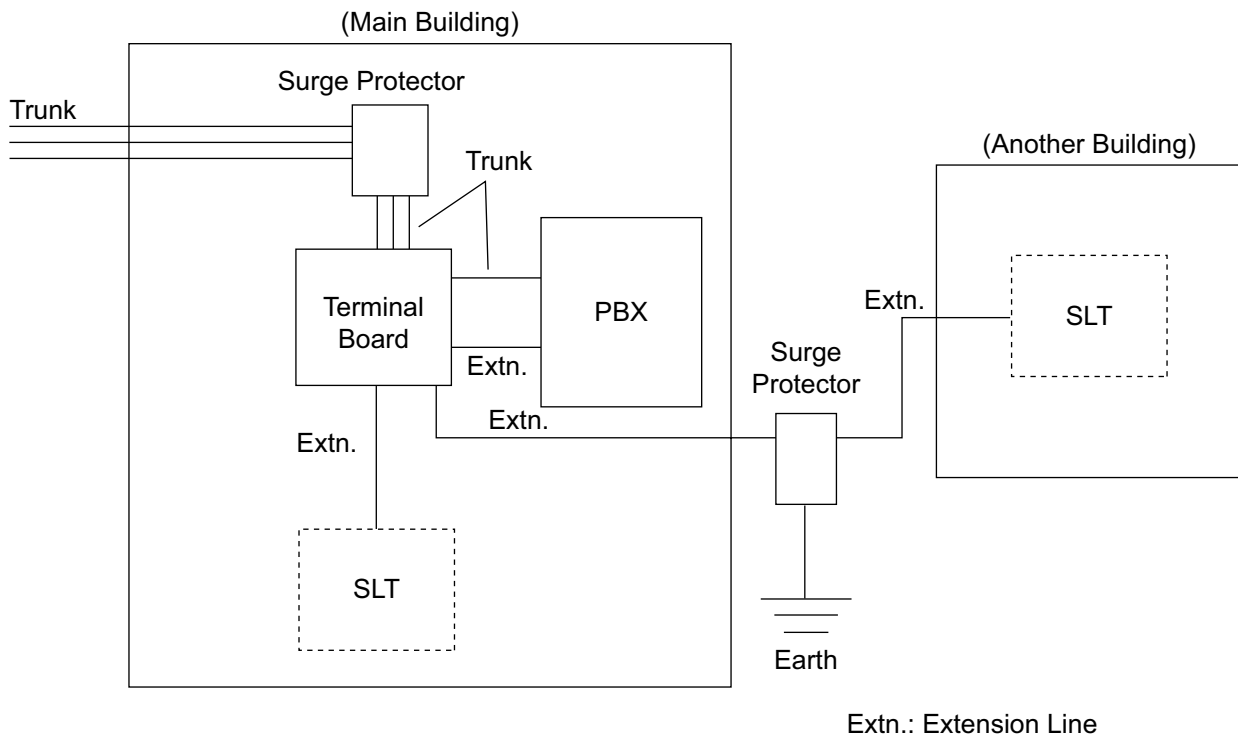 (Main Building)
Surge Protector
Trunk
Trunk
(Another Building)
Terminal
Board
PBX
Extn.
SLT
Extn.
Surge
Protector
Extn.
Extn.
SLT
Earth
Extn.: Extension Line